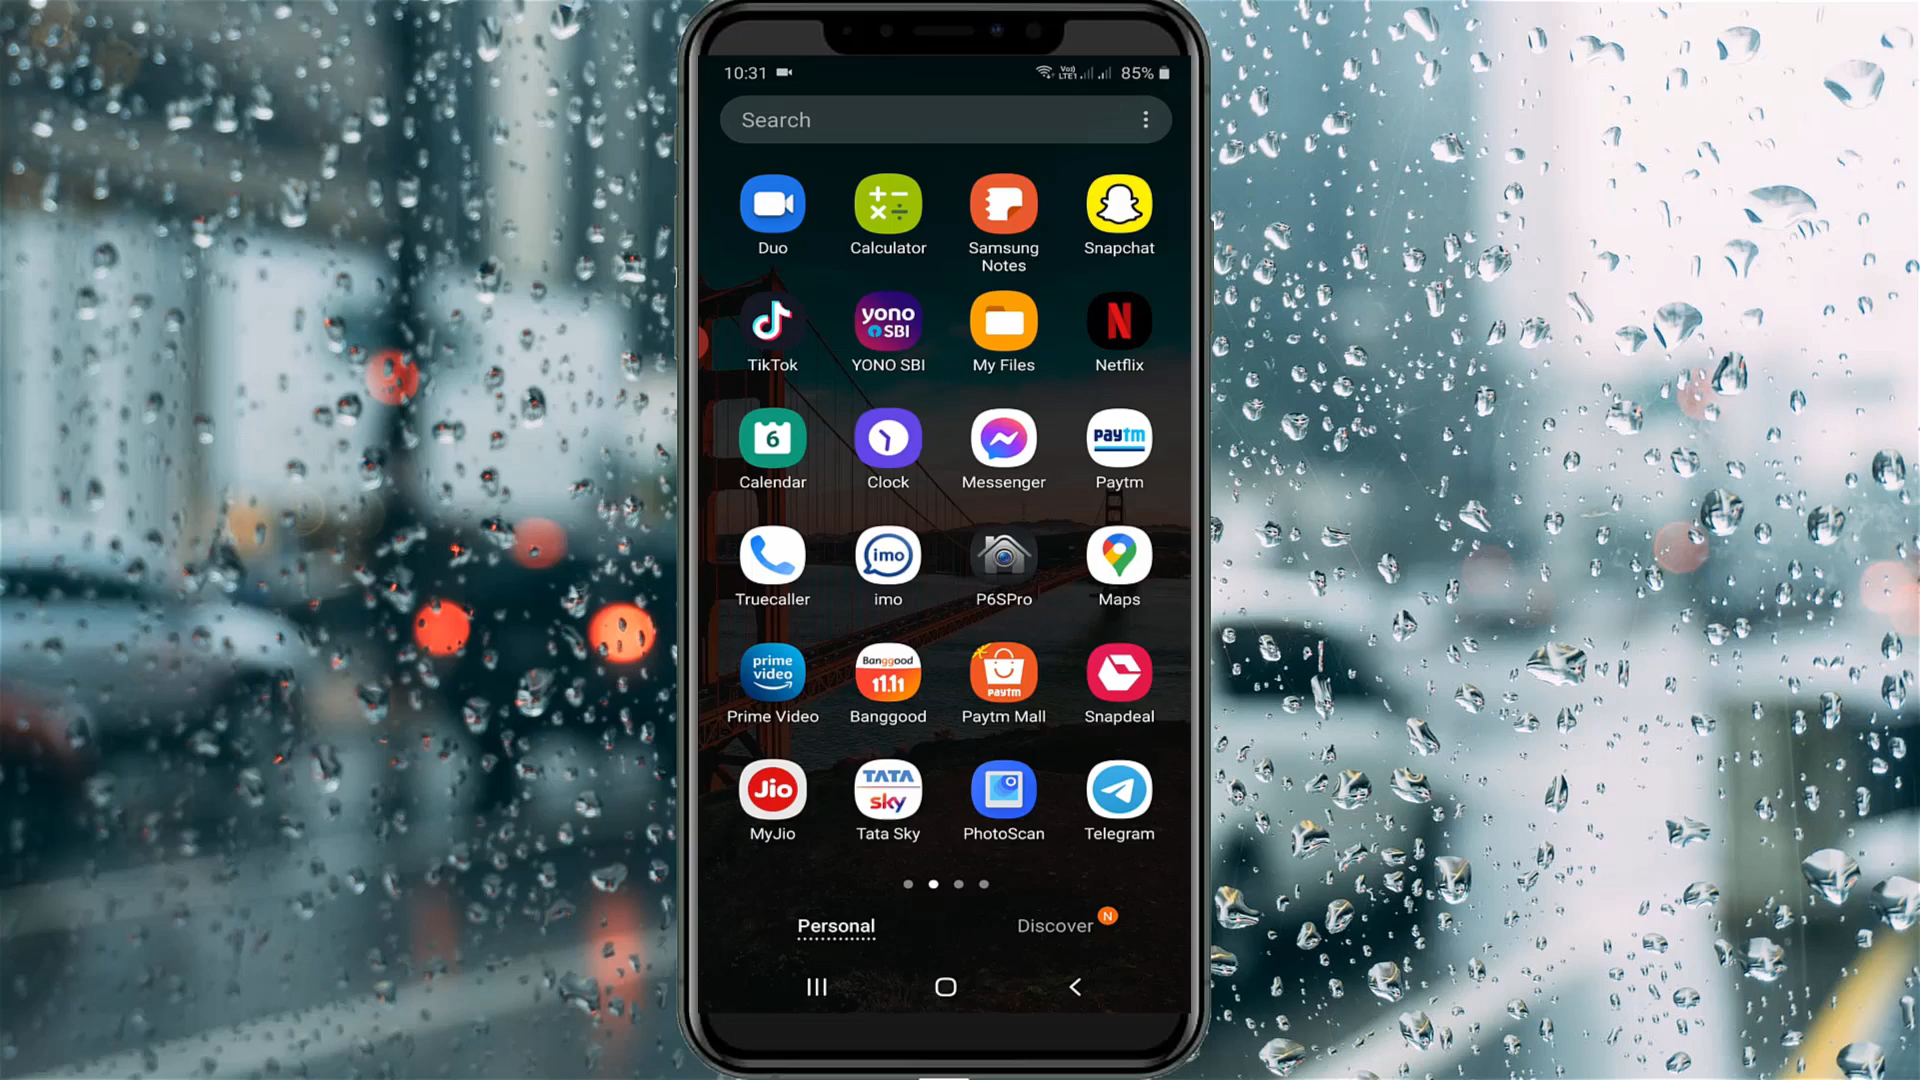 10:31
Vo)) LTE1 85%
Search
Duo Calculator Samsung Notes Snapchat
yono SBI N
TikTok YONO SBI My Files Netflix
6 Paytm
Calendar Clock Messenger Paytm
imo
Truecaller imo P6SPro Maps
prime video Banggood 11.11 paytm
Prime Video Banggood Paytm Mall Snapdeal
Jio TATA sky
MyJio Tata Sky PhotoScan Telegram
Personal Discover N